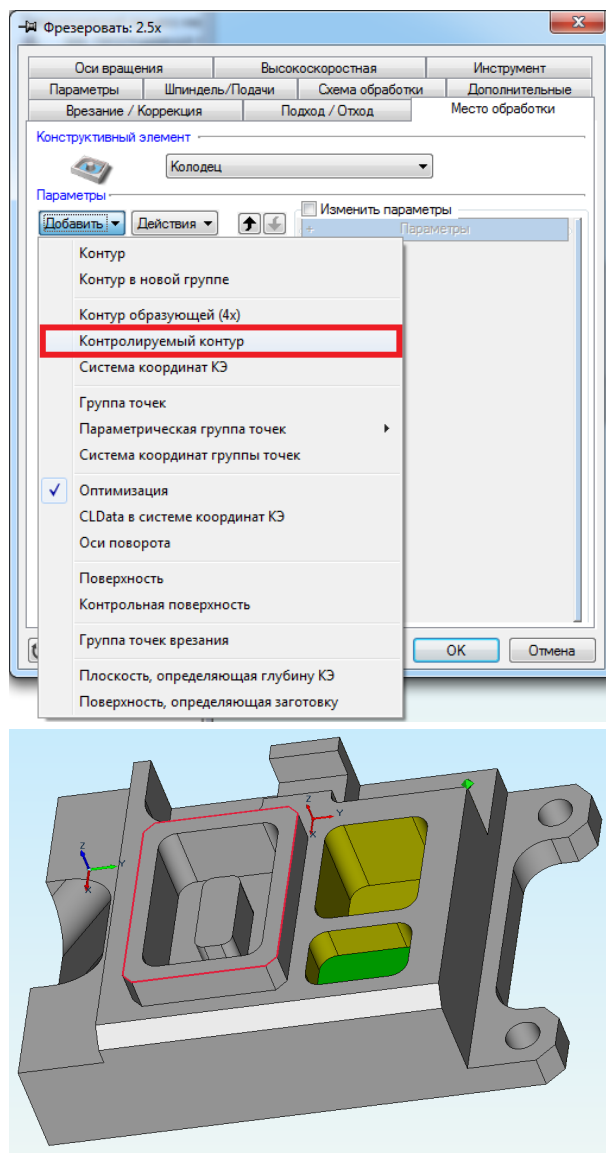 Фрезеровать: 2.5x
Оси вращения Высокоскоростная Инструмент
Параметры Шпиндель/Подачи Схема обработки Дополнительные
Врезание / Коррекция Подход / Отход Место обработки
Конструктивный элемент
Колодец
Параметры
Добавить Действия Изменить параметры
+ Параметры
Контур
Контур в новой группе
Контур образующей (4x)
Контролируемый контур
Система координат КЭ
Группа точек
Параметрическая группа точек
Система координат группы точек
Оптимизация
CLData в системе координат КЭ
Оси поворота
Поверхность
Контрольная поверхность
Группа точек врезания
OK Отмена
Плоскость, определяющая глубину КЭ
Поверхность, определяющая заготовку
Z
Y
X
Z
Y
X